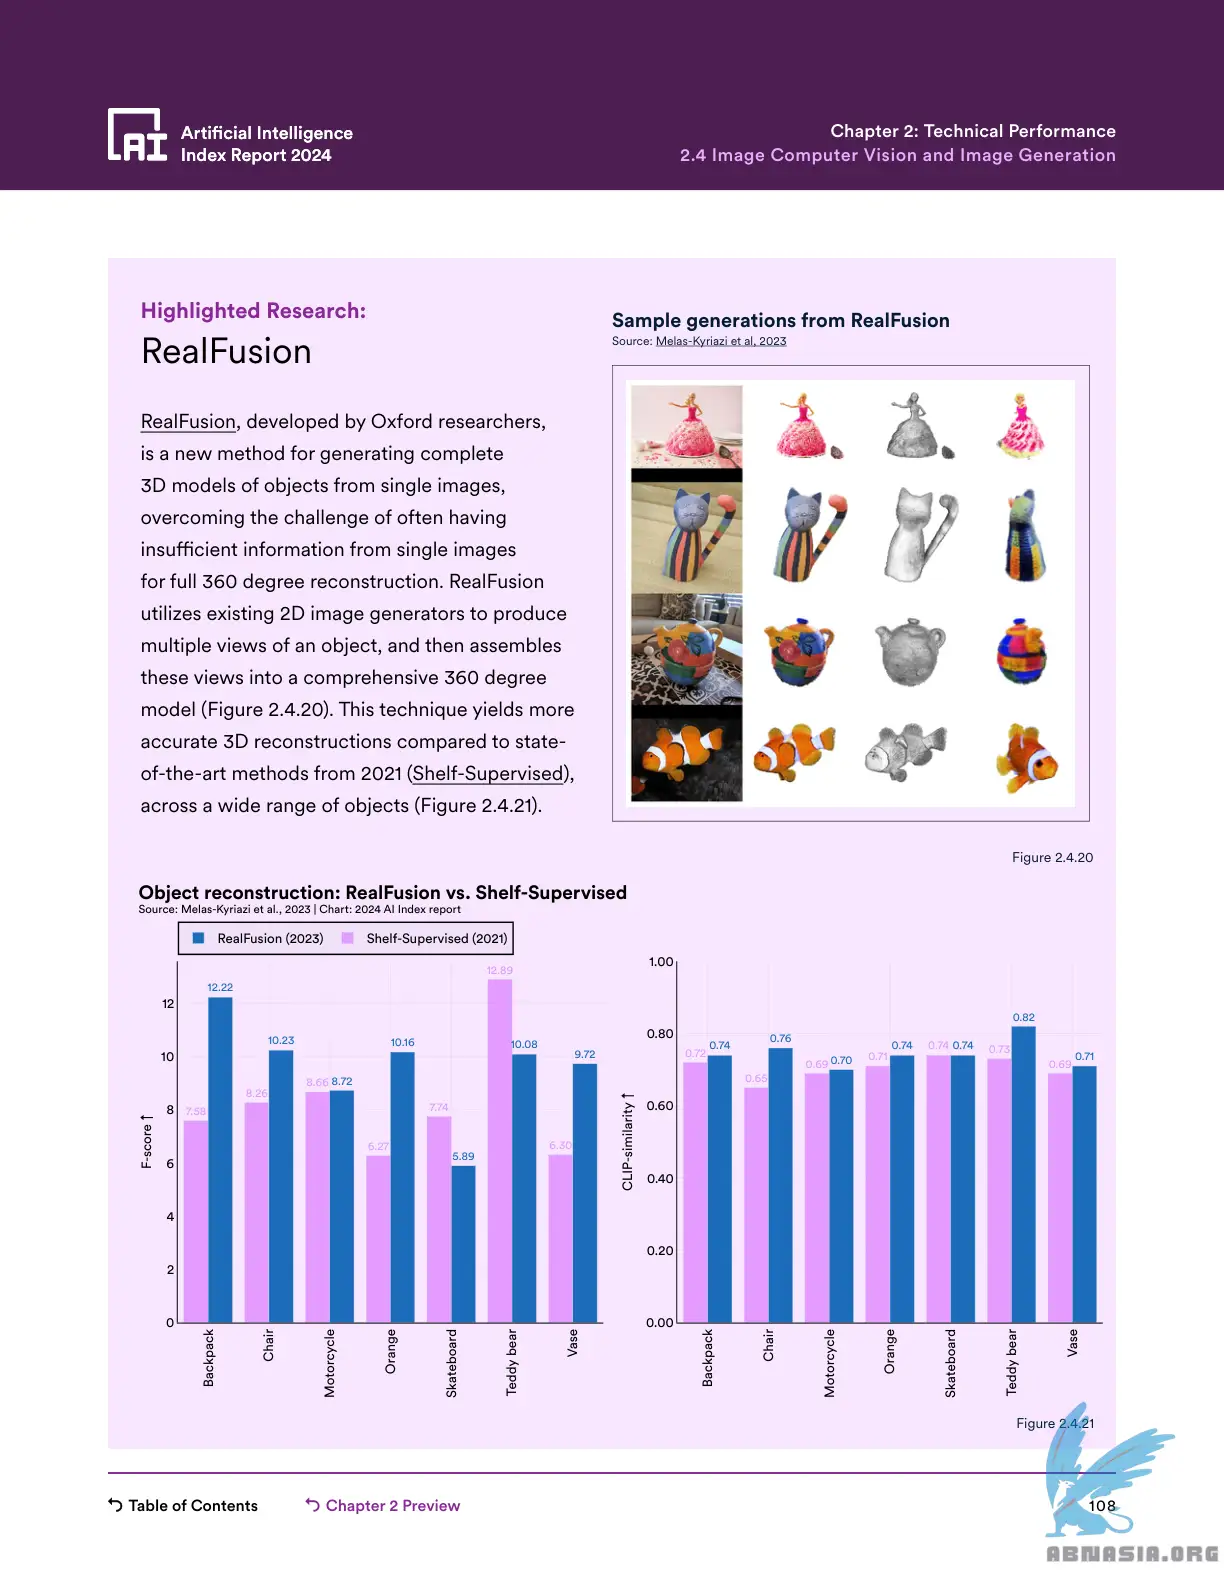 Artificial Intelligence
Index Report 2024
Chapter 2: Technical Performance
2.4 Image Computer Vision and Image Generation
Highlighted Research:
RealFusion
RealFusion, developed by Oxford researchers,
is a new method for generating complete
3D models of objects from single images,
overcoming the challenge of often having
insufficient information from single images
for full 360 degree reconstruction. RealFusion
utilizes existing 2D image generators to produce
multiple views of an object, and then assembles
these views into a comprehensive 360 degree
model (Figure 2.4.20). This technique yields more
accurate 3D reconstructions compared to state-
of-the-art methods from 2021 (Shelf-Supervised),
across a wide range of objects (Figure 2.4.21).
Sample generations from RealFusion
Source: Melas-Kyriazi et al, 2023
Figure 2.4.20
Object reconstruction: RealFusion vs. Shelf-Supervised
Source: Melas-Kyriazi et al., 2023 | Chart: 2024 AI Index report
RealFusion (2023)
Shelf-Supervised (2021)
F-score ↑
12
10
8
6
4
2
0
7.58
12.22
8.26
10.23
8.66
8.72
6.27
10.16
7.74
5.89
12.89
10.08
6.30
9.72
Backpack
Chair
Motorcycle
Orange
Skateboard
Teddy bear
Vase
CLIP-similarity ↑
1.00
0.80
0.60
0.40
0.20
0.00
0.72
0.74
0.65
0.76
0.69
0.70
0.71
0.74
0.74
0.74
0.73
0.82
0.69
0.71
Backpack
Chair
Motorcycle
Orange
Skateboard
Teddy bear
Vase
Figure 2.4.21
Table of Contents
Chapter 2 Preview
108
ABNASIA.ORG